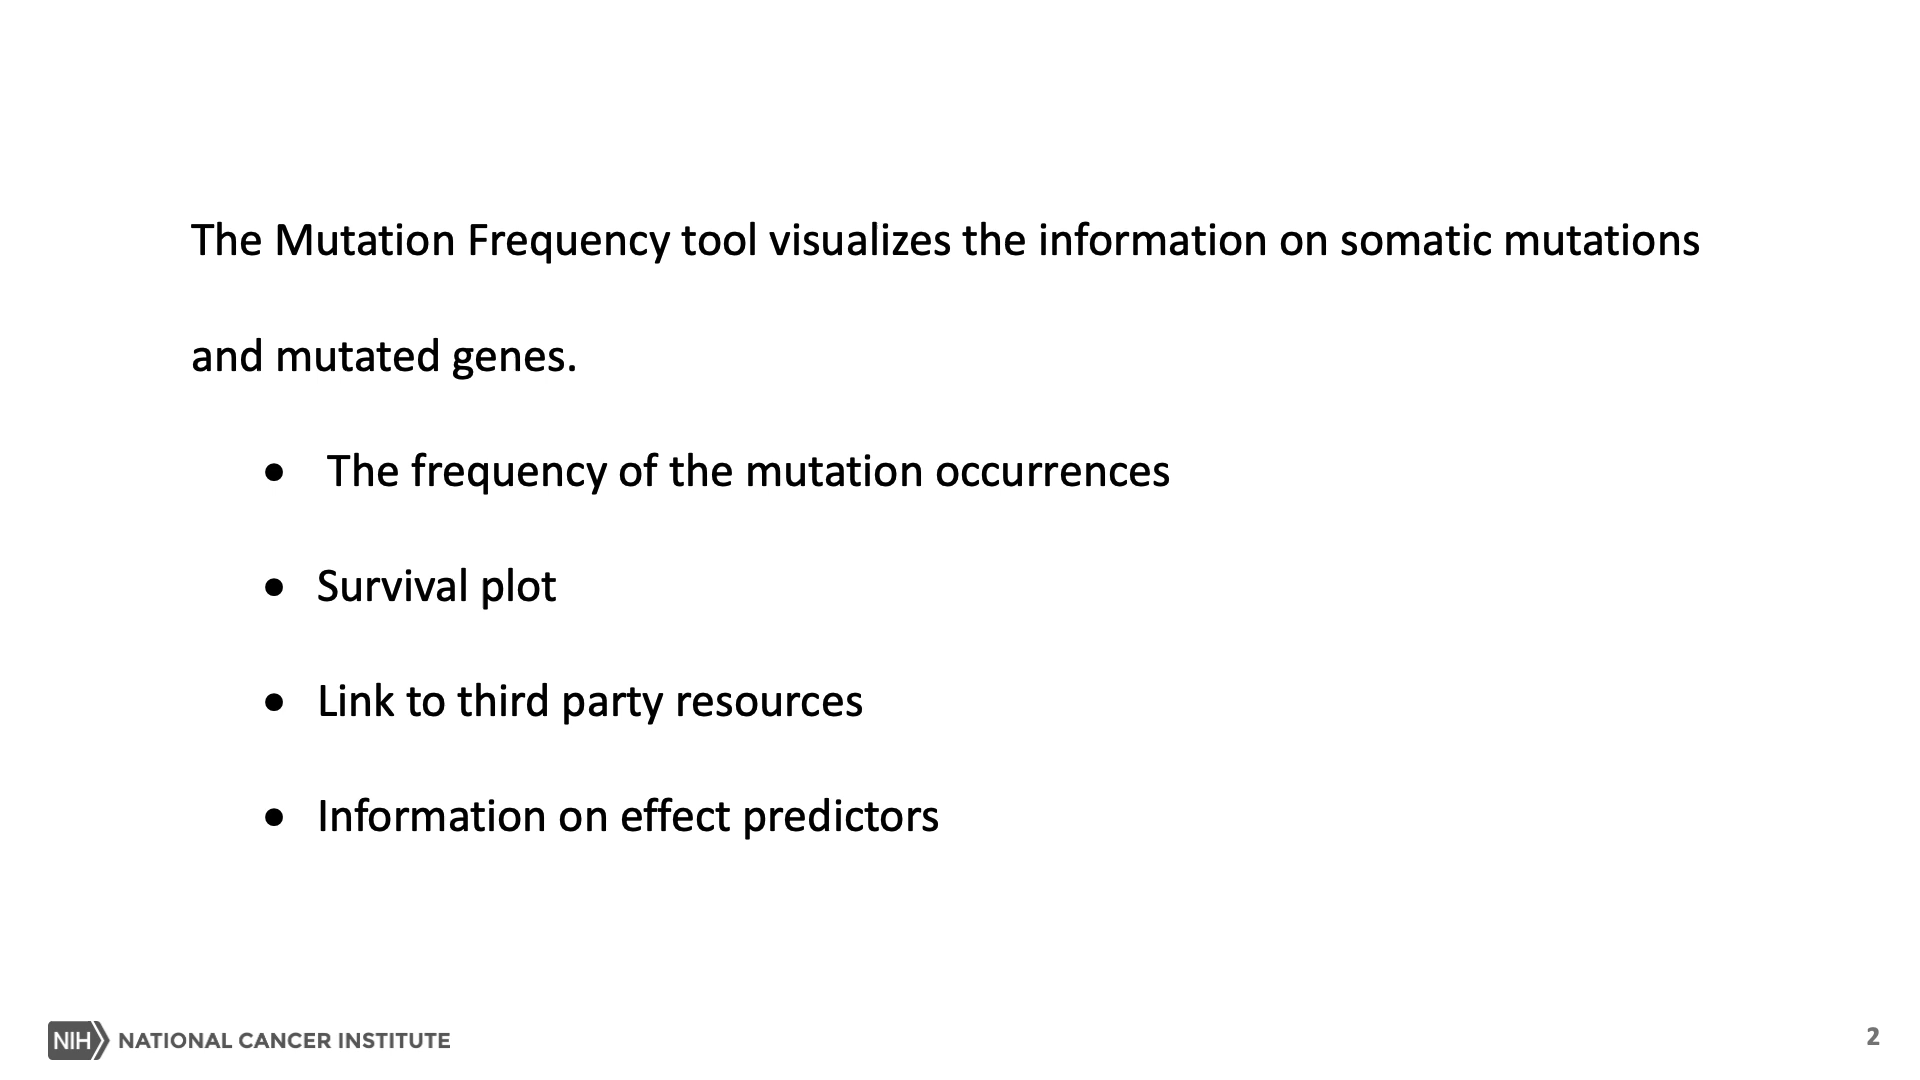 The Mutation Frequency tool visualizes the information on somatic mutations
and mutated genes.
• The frequency of the mutation occurrences
• Survival plot
• Link to third party resources
• Information on effect predictors
NIH NATIONAL CANCER INSTITUTE
2